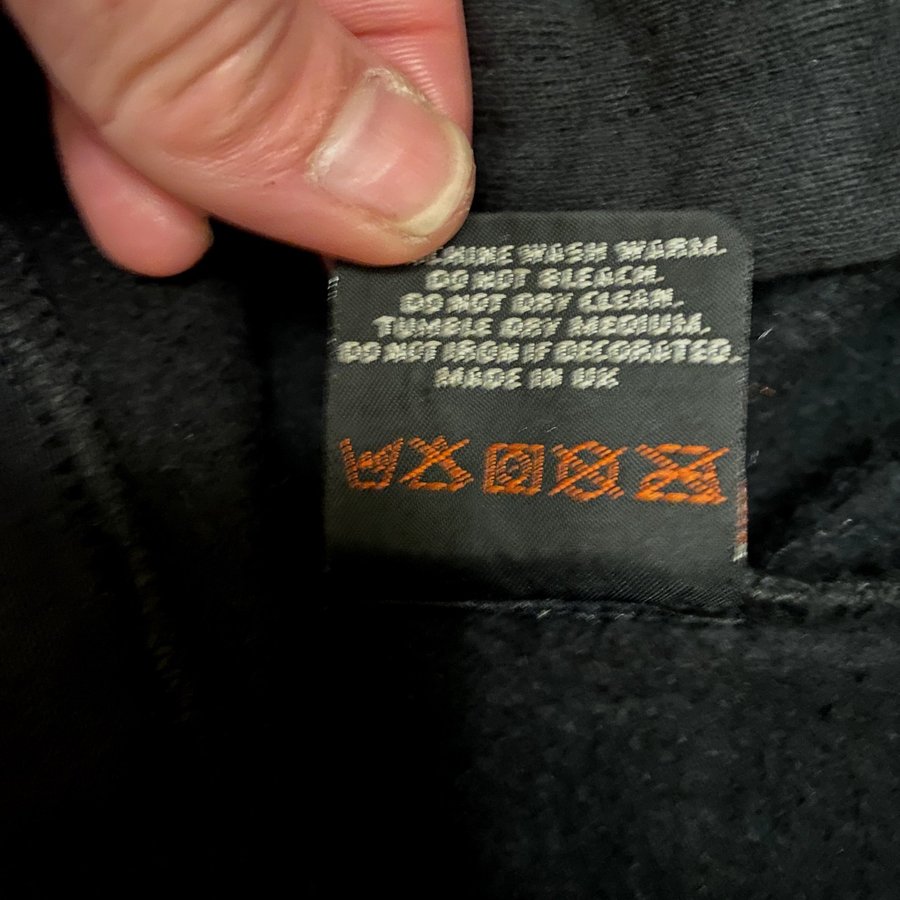 CHINE WASH WARM.
DO NOT BLEACH.
DO NOT DRY CLEAN.
TUMBLE DRY MEDIUM.
DO NOT IRON IF DECORATED.
MADE IN UK